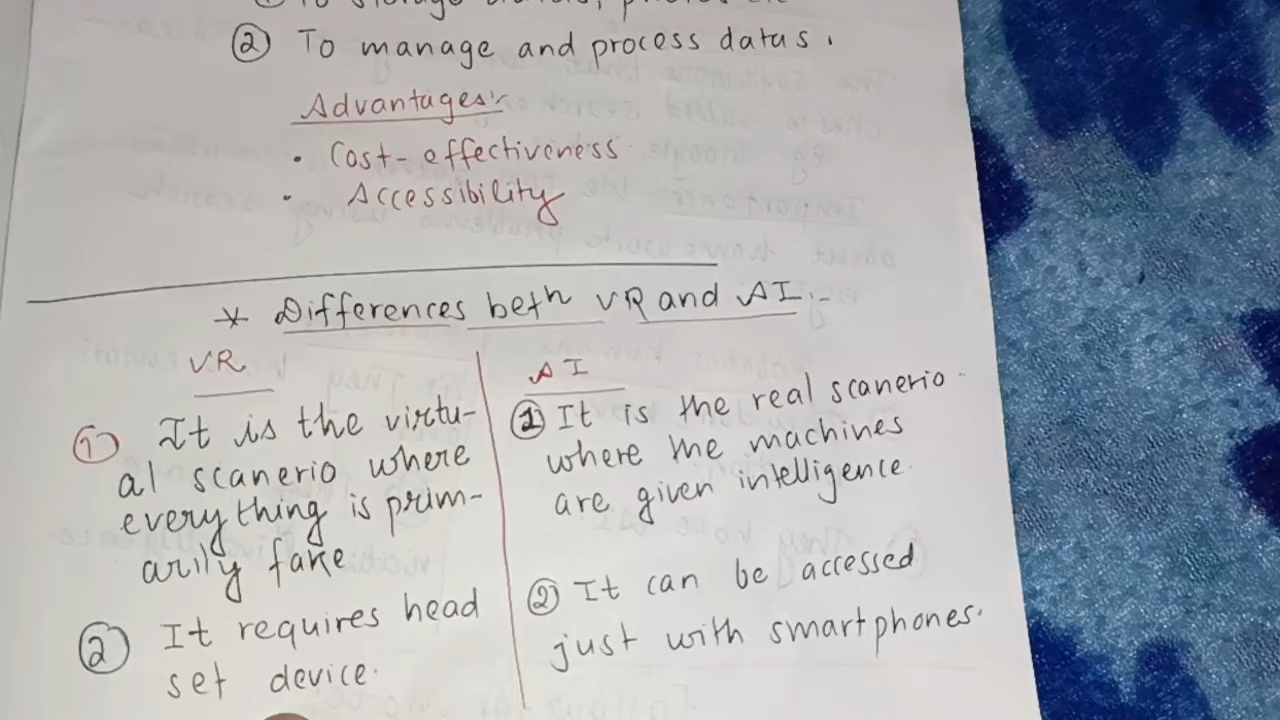 ② To manage and process datas.
Advantages:-
• Cost-effectiveness
• Accessibility
* Differences betn VR and AI:-
VR
① It is the virtu-
al scanerio where
everything is prim-
arily fake
② It requires head
set device.
AI
① It is the real scanerio
where the machines
are given intelligence.
② It can be accessed
just with smartphones.